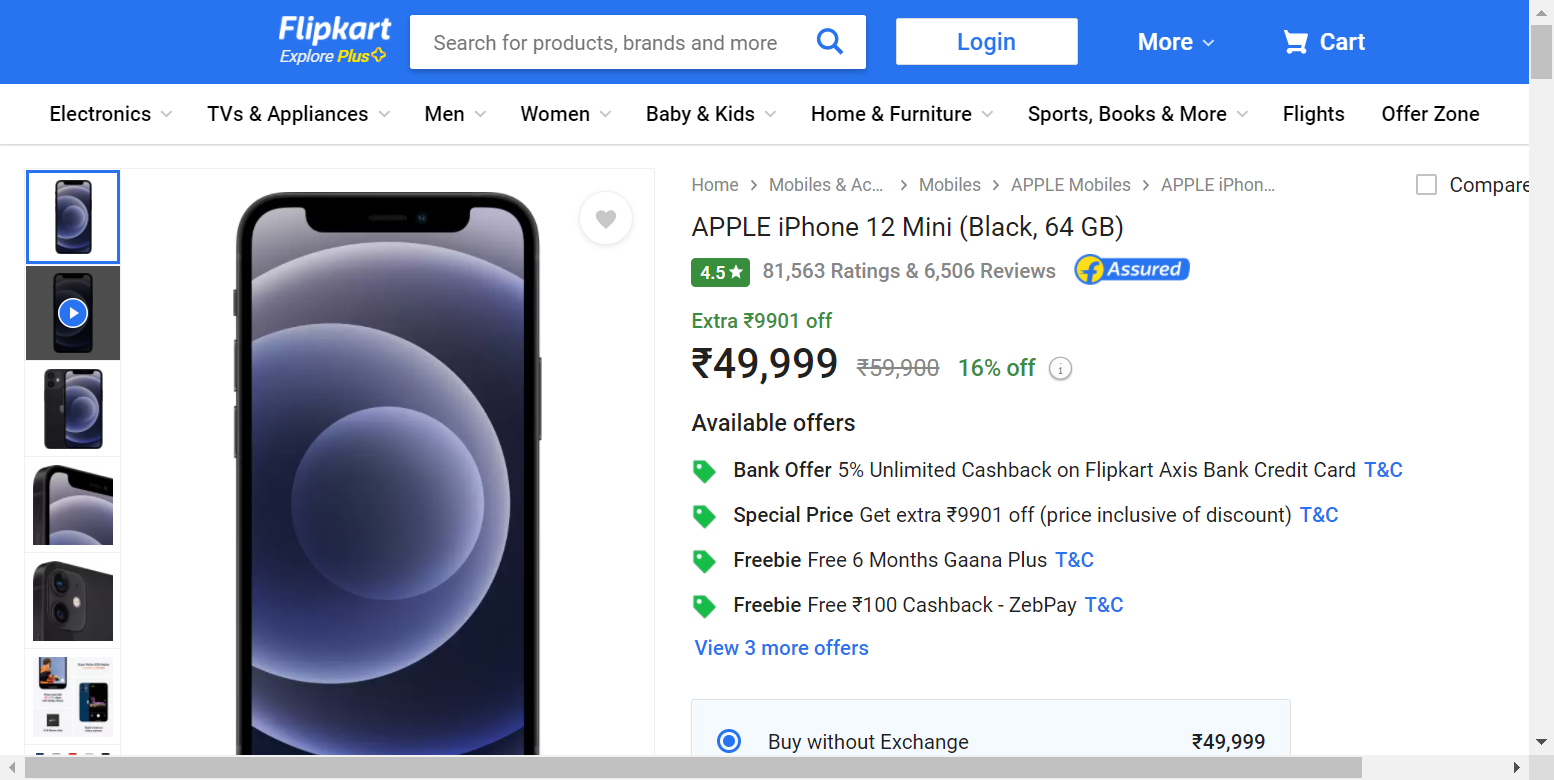 Flipkart
Explore Plus
Search for products, brands and more
Login
More
Cart
Electronics
TVs & Appliances
Men
Women
Baby & Kids
Home & Furniture
Sports, Books & More
Flights
Offer Zone
Home
Mobiles & Ac...
Mobiles
APPLE Mobiles
APPLE iPhon...
Compare
APPLE iPhone 12 Mini (Black, 64 GB)
4.5
81,563 Ratings & 6,506 Reviews
Assured
Extra ₹9901 off
₹49,999 ₹59,900 16% off
Available offers
Bank Offer 5% Unlimited Cashback on Flipkart Axis Bank Credit Card T&C
Special Price Get extra ₹9901 off (price inclusive of discount) T&C
Freebie Free 6 Months Gaana Plus T&C
Freebie Free ₹100 Cashback - ZebPay T&C
View 3 more offers
Buy without Exchange ₹49,999